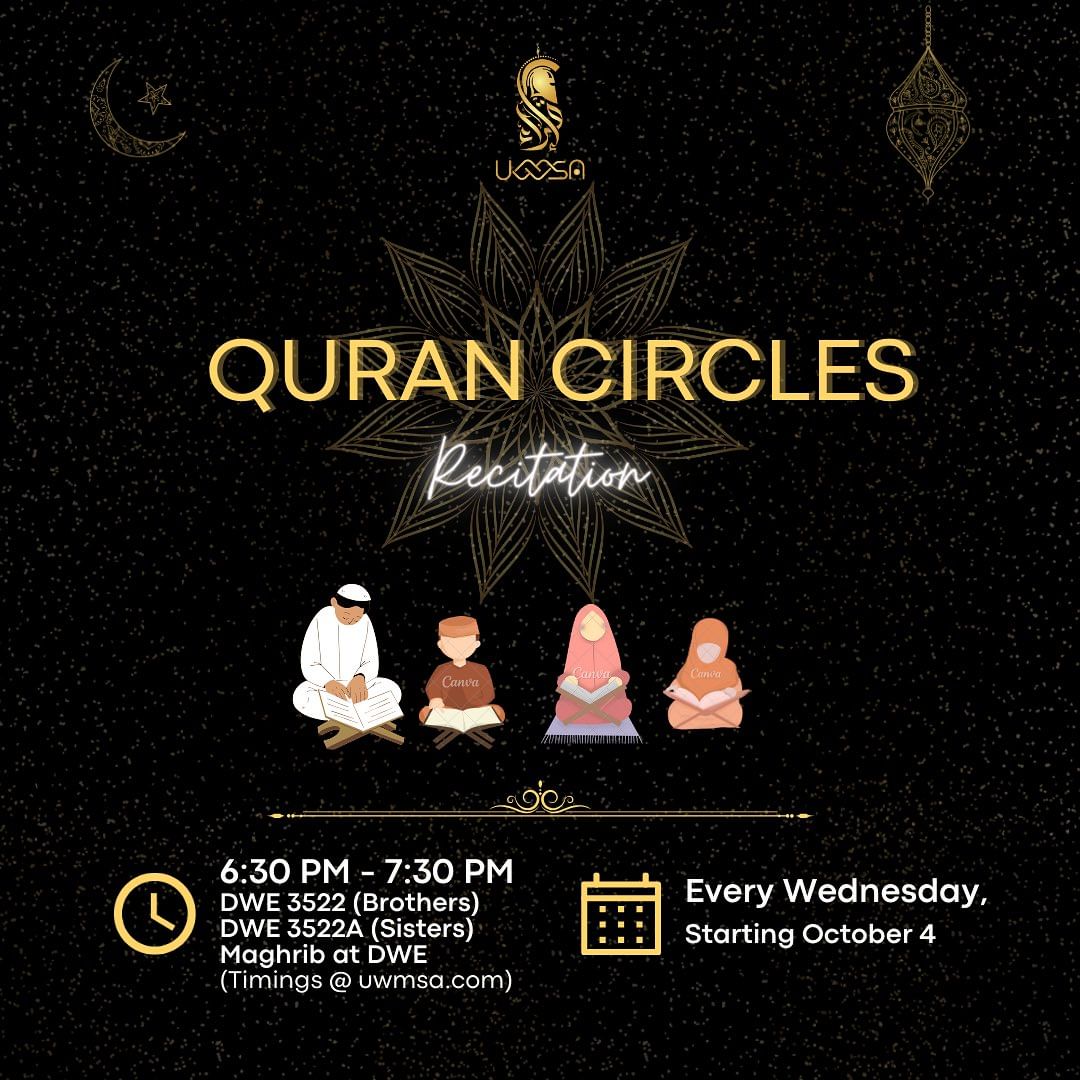 UWMSA
QURAN CIRCLES
Recitation
Canva
Canva
Canva
6:30 PM - 7:30 PM
DWE 3522 (Brothers)
DWE 3522A (Sisters)
Maghrib at DWE
(Timings @ uwmsa.com)
Every Wednesday,
Starting October 4